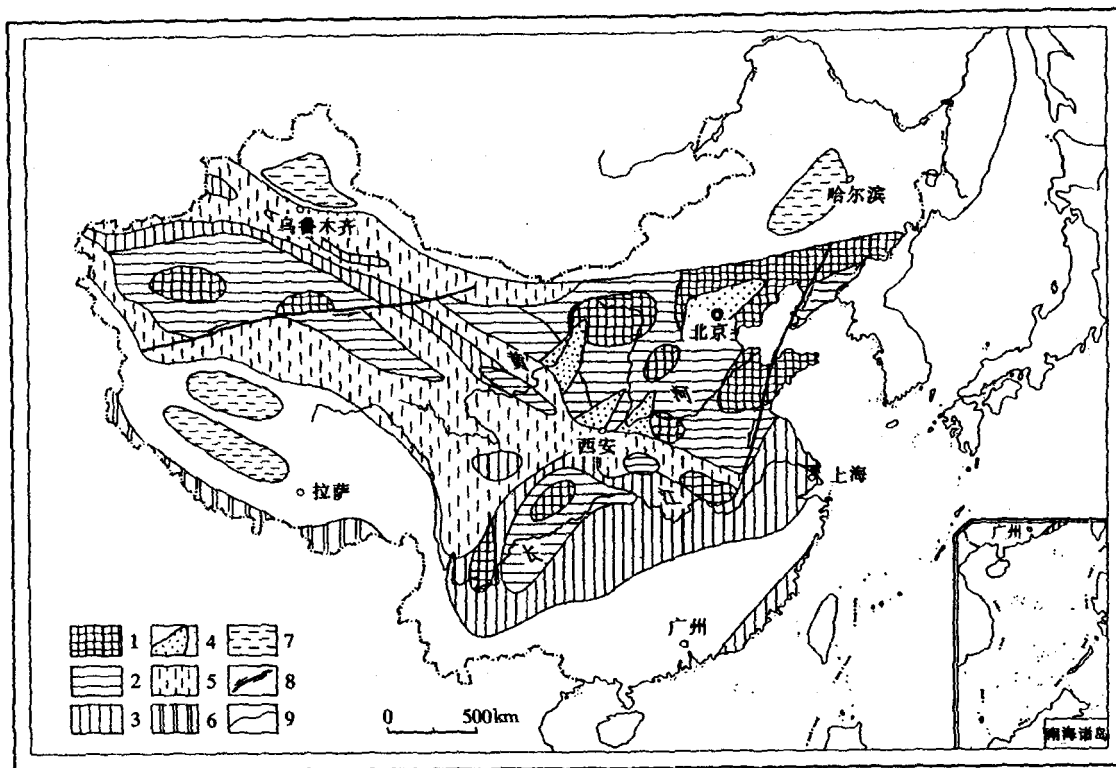 哈尔滨
乌鲁木齐
北京
黄
河
西安
上海
江
拉萨
长
广州
广州
1 4 7
2 5 8
3 6 9
0 500km
南海诸岛